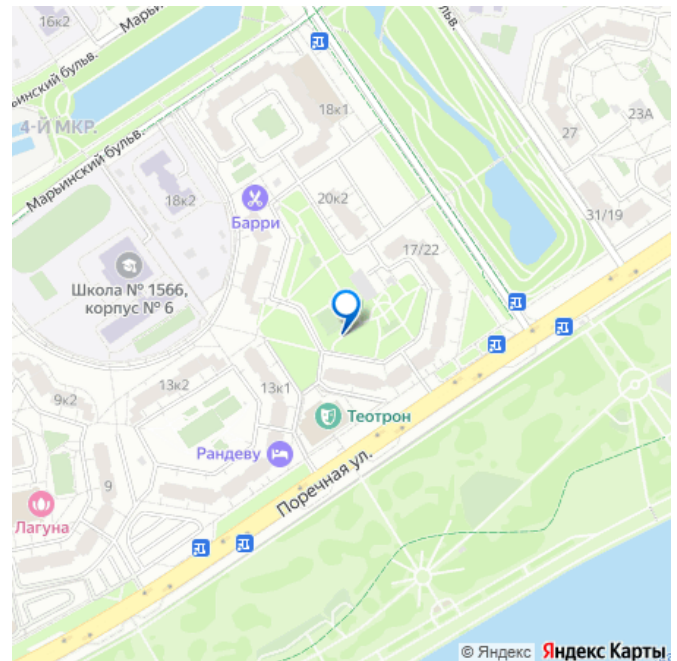 16к2
Марьинский бульв.
бульв.
18к1
4-Й МКР.
23А
27
Марьинский бульв.
18к2
20к2
Барри
31/19
17/22
Школа № 1566,
корпус № 6
13к2
13к1
9к2
Теотрон
Рандеву
9
Поречная ул.
Лагуна
© Яндекс Яндекс Карты